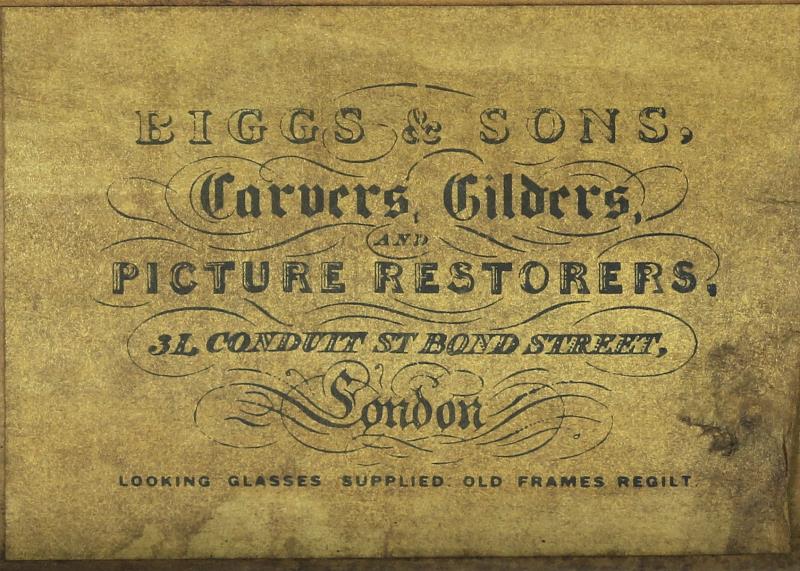 BIGGS & SONS,
Carvers, Gilders,
AND
PICTURE RESTORERS,
31, CONDUIT ST BOND STREET,
London
LOOKING GLASSES SUPPLIED. OLD FRAMES REGILT.